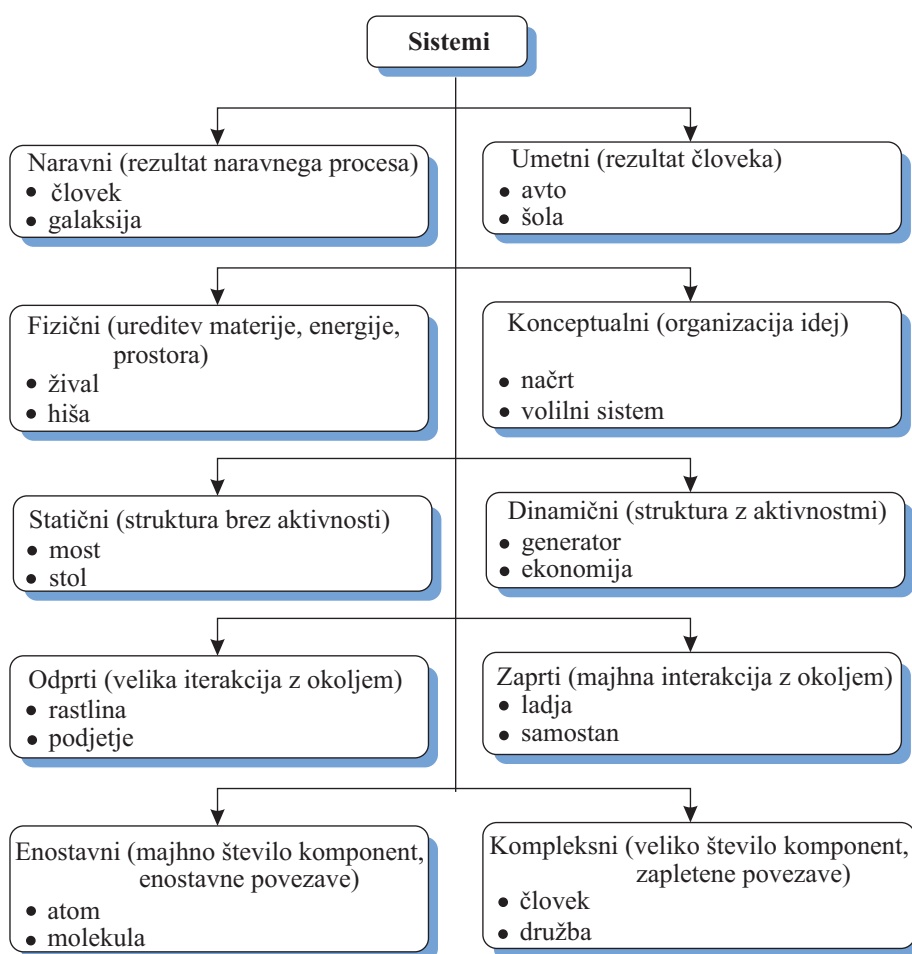 Sistemi
Naravni (rezultat naravnega procesa)
• človek
• galaksija
Umetni (rezultat človeka)
• avto
• šola
Fizični (ureditev materije, energije,
prostora)
• žival
• hiša
Konceptualni (organizacija idej)
• načrt
• volilni sistem
Statični (struktura brez aktivnosti)
• most
• stol
Dinamični (struktura z aktivnostmi)
• generator
• ekonomija
Odprti (velika iterakcija z okoljem)
• rastlina
• podjetje
Zaprti (majhna interakcija z okoljem)
• ladja
• samostan
Enostavni (majhno število komponent,
enostavne povezave)
• atom
• molekula
Kompleksni (veliko število komponent,
zapletene povezave)
• človek
• družba